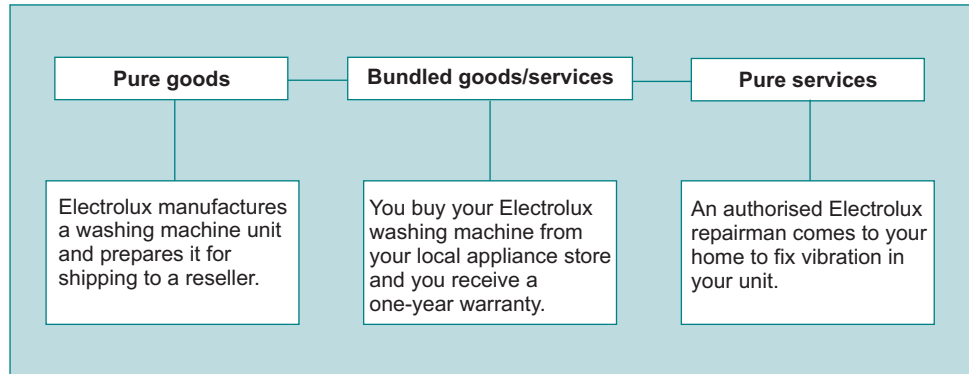 Pure goods
Bundled goods/services
Pure services
Electrolux manufactures
a washing machine unit
and prepares it for
shipping to a reseller.
You buy your Electrolux
washing machine from
your local appliance store
and you receive a
one-year warranty.
An authorised Electrolux
repairman comes to your
home to fix vibration in
your unit.